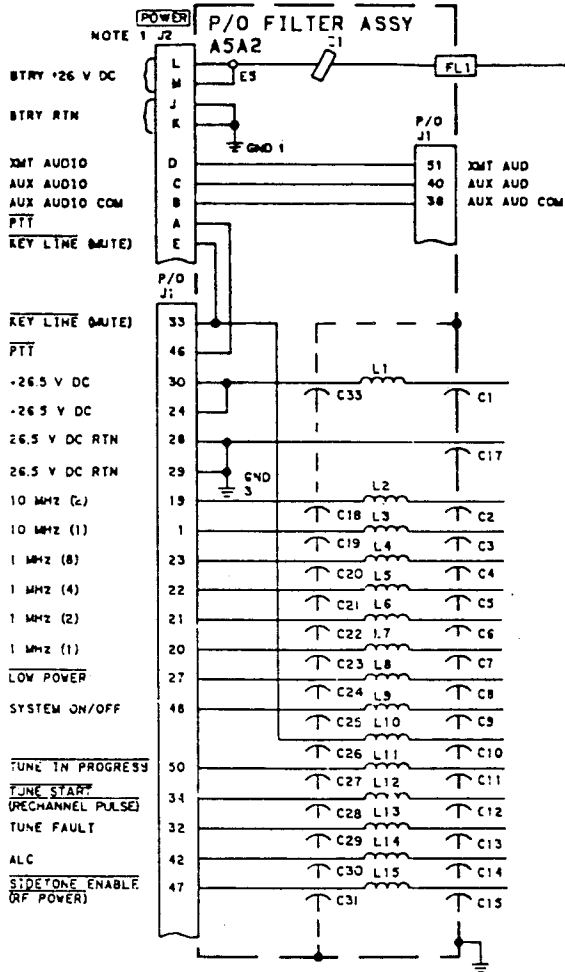 POWER P/O FILTER ASSY
NOTE 1 J2 A5A2
E1
L
BTRY +26 V DC
M E5 FL1
J
BTRY RTN
K
GND 1
P/O
J1
XMT AUDIO D 51 XMT AUD
AUX AUDIO C 40 AUX AUD
AUX AUDIO COM B 38 AUX AUD COM
PTT A
KEY LINE (MUTE) E
P/O
J1
KEY LINE (MUTE) 33
PTT 46
L1
+26.5 V DC 30
C33 C1
+26.5 V DC 24
26.5 V DC RTN 28
C17
26.5 V DC RTN 29
GND
3
L2
10 MHz (2) 19
C18 L3 C2
10 MHz (1) 1
C19 L4 C3
1 MHz (8) 23
C20 L5 C4
1 MHz (4) 22
C21 L6 C5
1 MHz (2) 21
C22 L7 C6
1 MHz (1) 20
C23 L8 C7
LOW POWER 27
C24 L9 C8
SYSTEM ON/OFF 48
C25 L10 C9
C26 L11 C10
TUNE IN PROGRESS 50
C27 L12 C11
TUNE START
(RECHANNEL PULSE) 34
C28 L13 C12
TUNE FAULT 32
C29 L14 C13
ALC 42
C30 L15 C14
SIDETONE ENABLE 47
(RF POWER)
C31 C15